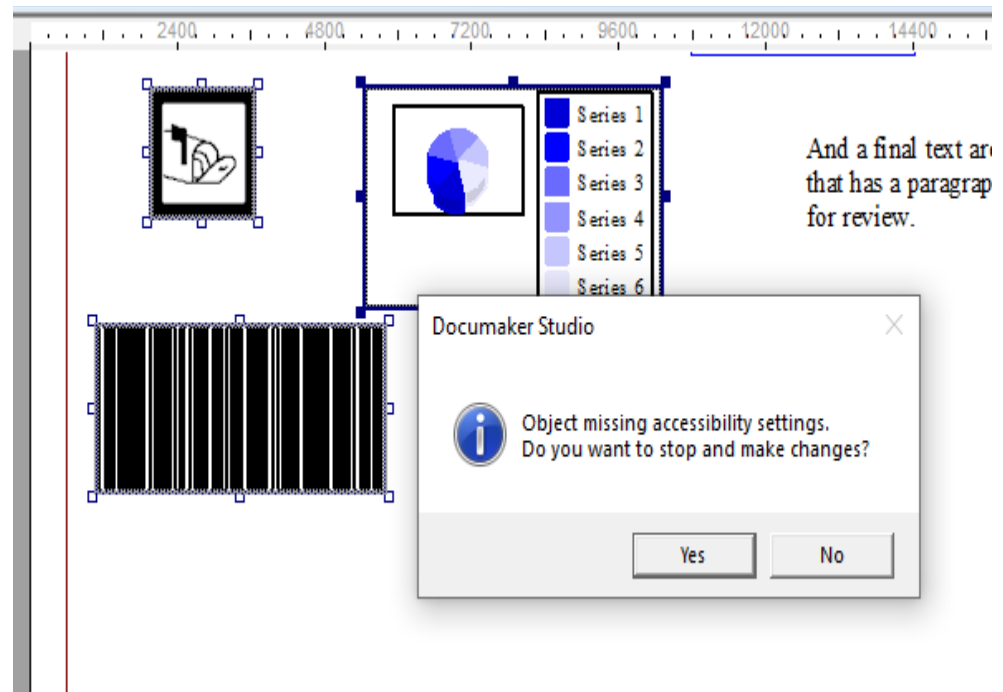 2400 4800 7200 9600 12000 14400
Series 1
Series 2
Series 3
Series 4
Series 5
Series 6
And a final text
that has a
for review.
Documaker Studio
Object missing accessibility settings.
Do you want to stop and make changes?
Yes
No